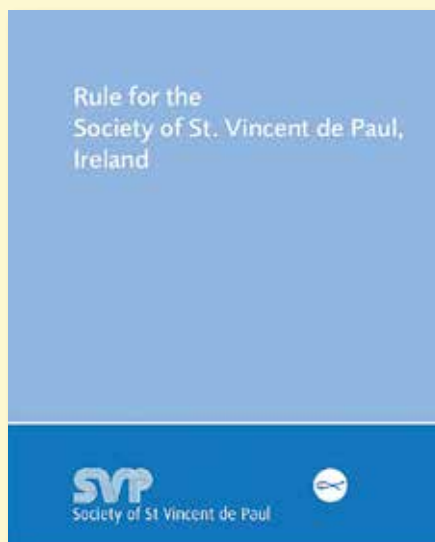 Rule for the
Society of St. Vincent de Paul,
Ireland
SVP
Society of St Vincent de Paul